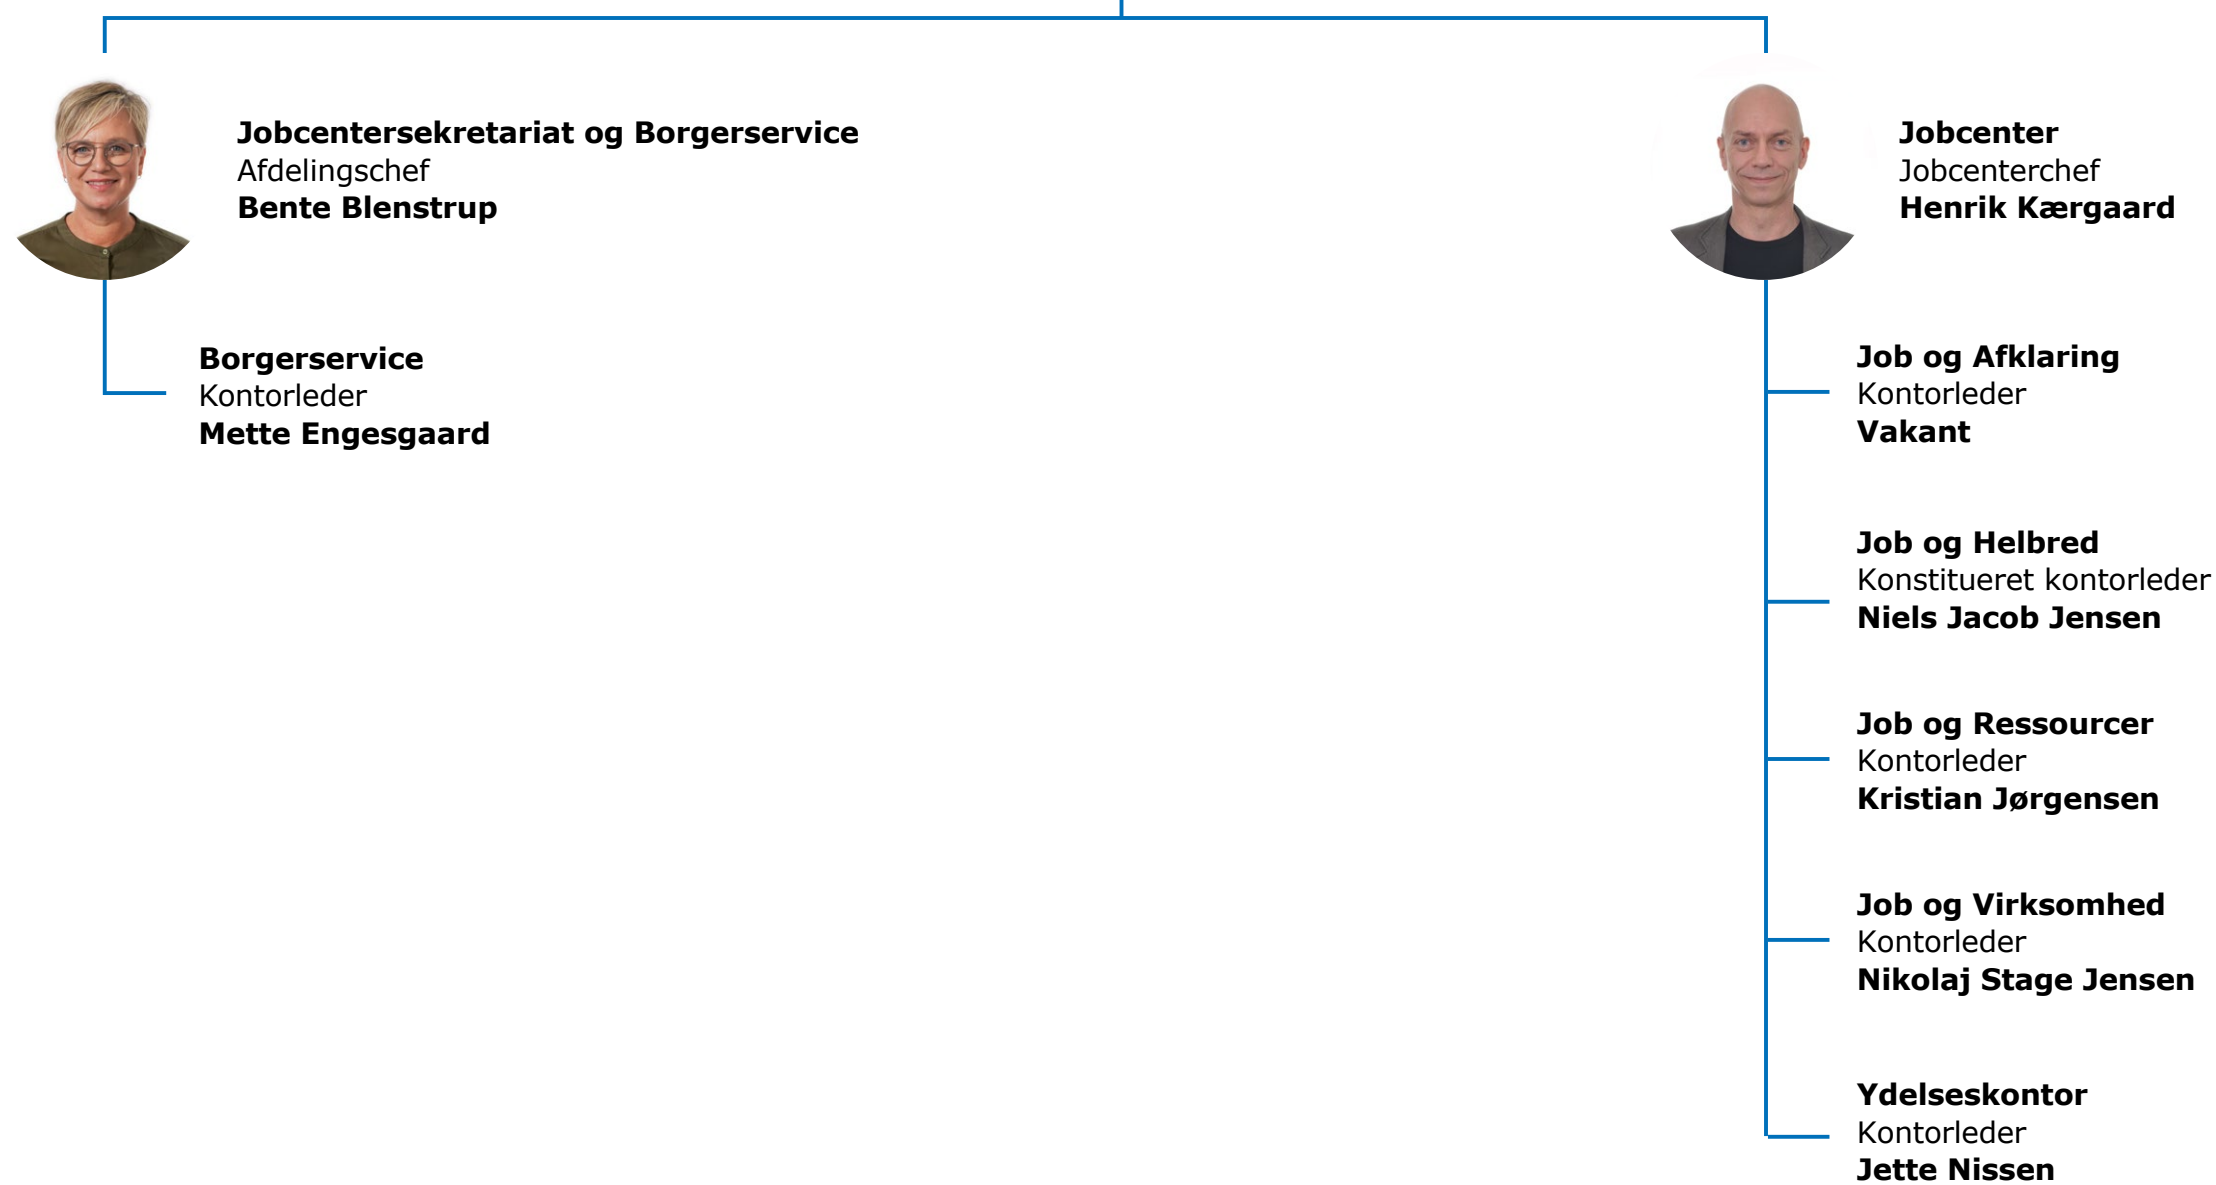 Jobcentersekretariat og Borgerservice
Afdelingschef
Bente Blenstrup
Borgerservice
Kontorleder
Mette Engesgaard
Jobcenter
Jobcenterchef
Henrik Kærgaard
Job og Afklaring
Kontorleder
Vakant
Job og Helbred
Konstitueret kontorleder
Niels Jacob Jensen
Job og Ressourcer
Kontorleder
Kristian Jørgensen
Job og Virksomhed
Kontorleder
Nikolaj Stage Jensen
Ydelseskontor
Kontorleder
Jette Nissen